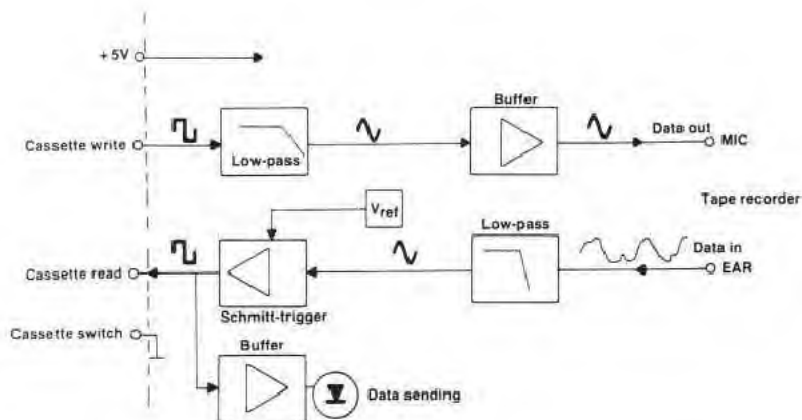 +5V
Buffer
Cassette write
Low-pass
Data out
MIC
Tape recorder
Vref
Low-pass
Data in
Cassette read
EAR
Schmitt-trigger
Cassette switch
Buffer
Data sending